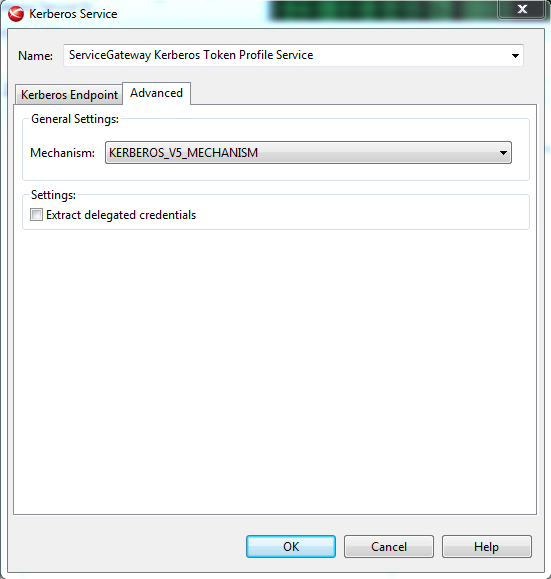 Kerberos Service
Name: ServiceGateway Kerberos Token Profile Service
Kerberos Endpoint Advanced
General Settings:
Mechanism: KERBEROS_V5_MECHANISM
Settings:
Extract delegated credentials
OK Cancel Help